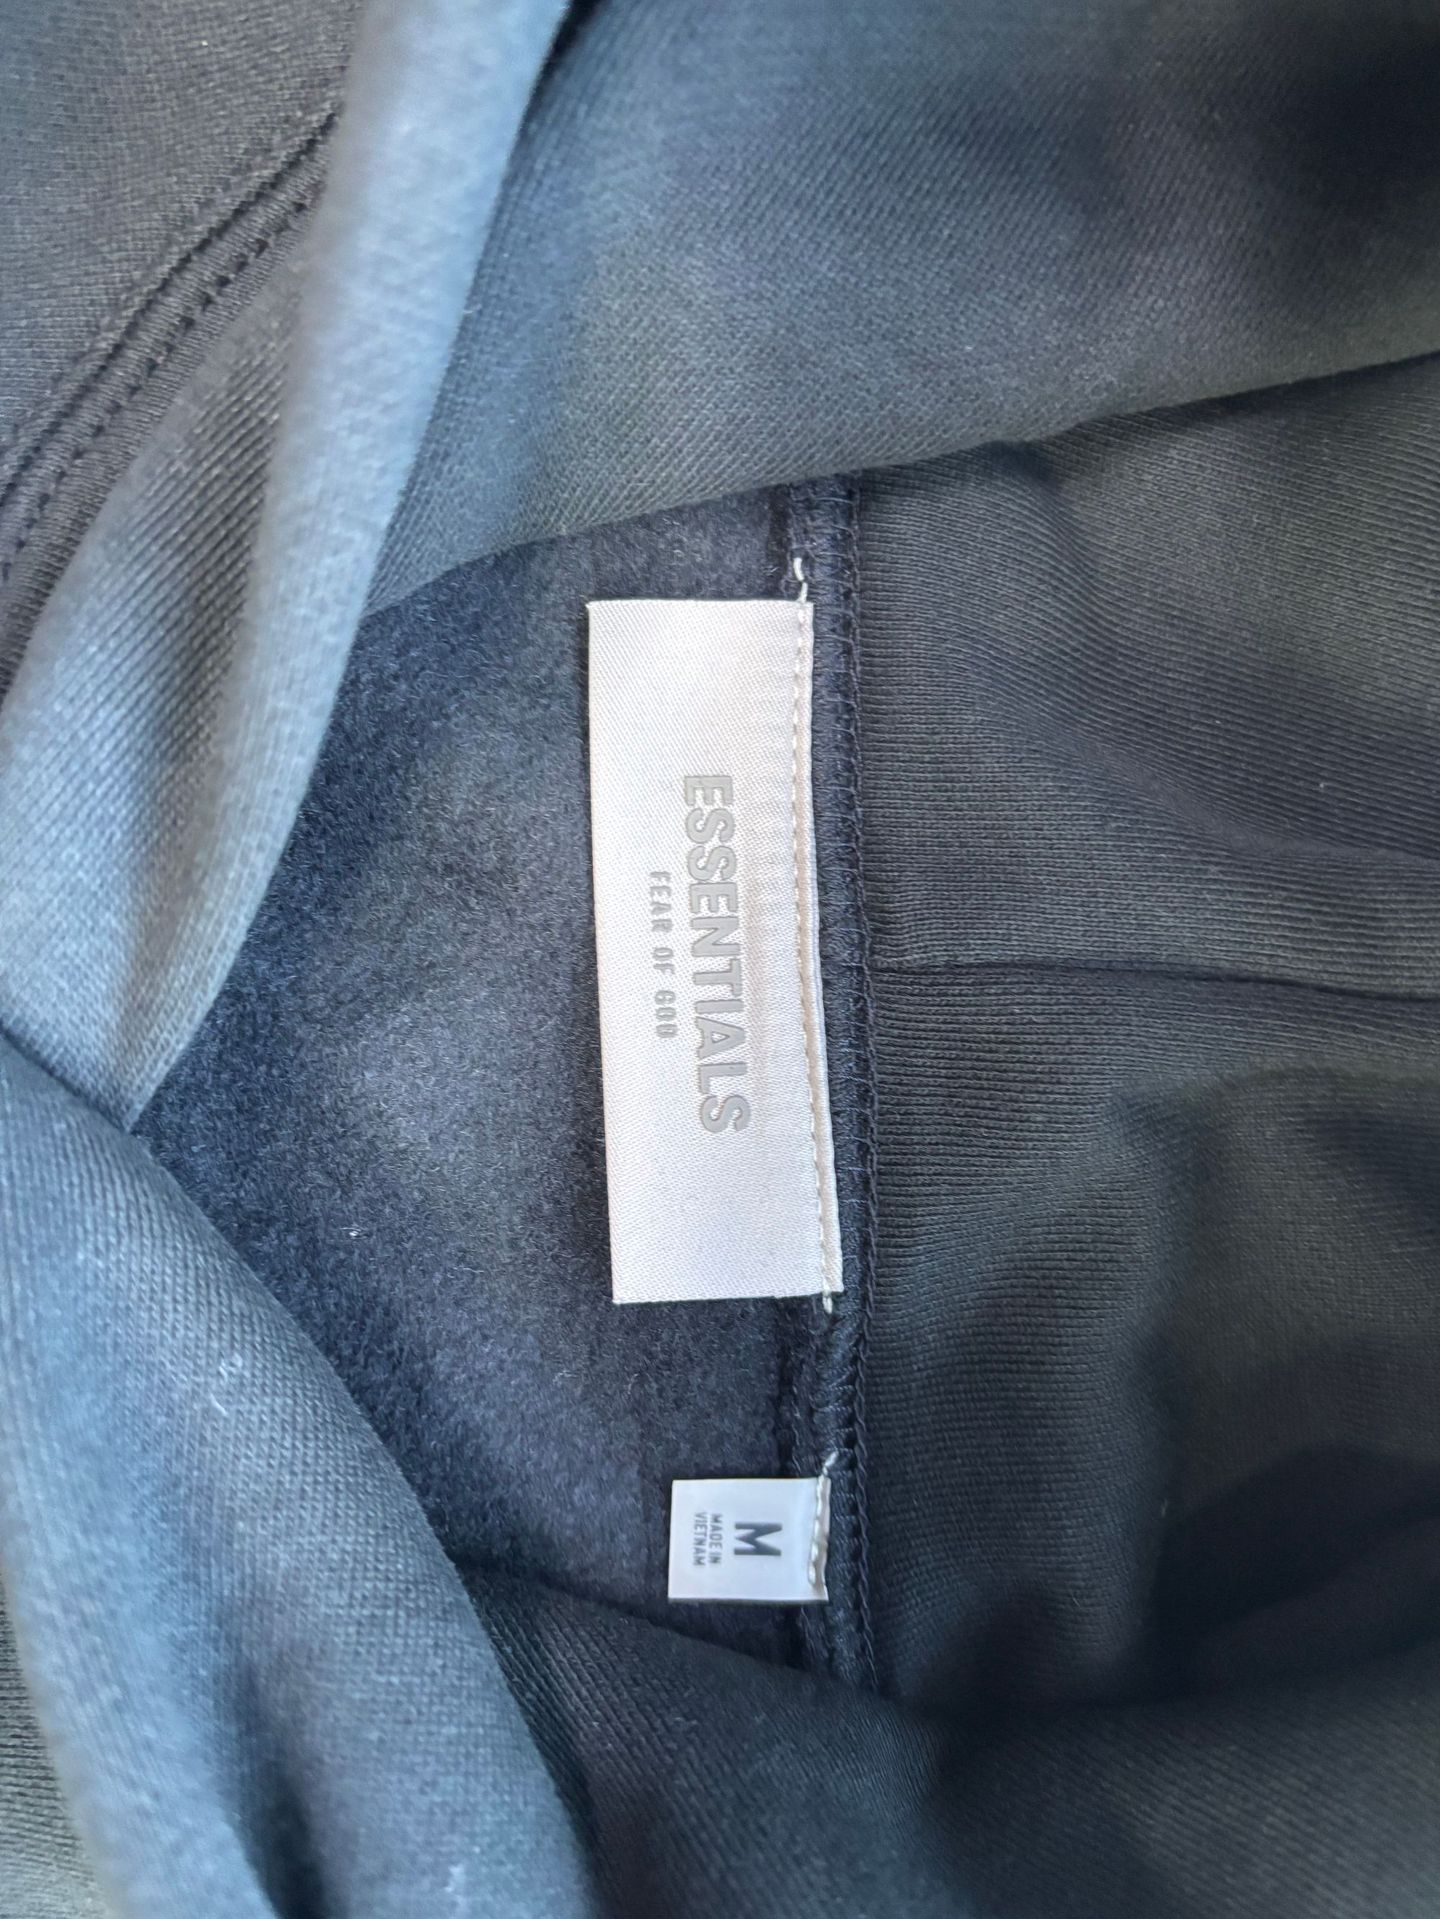 ESSENTIALS
FEAR OF GOD
M
MADE IN
VIETNAM